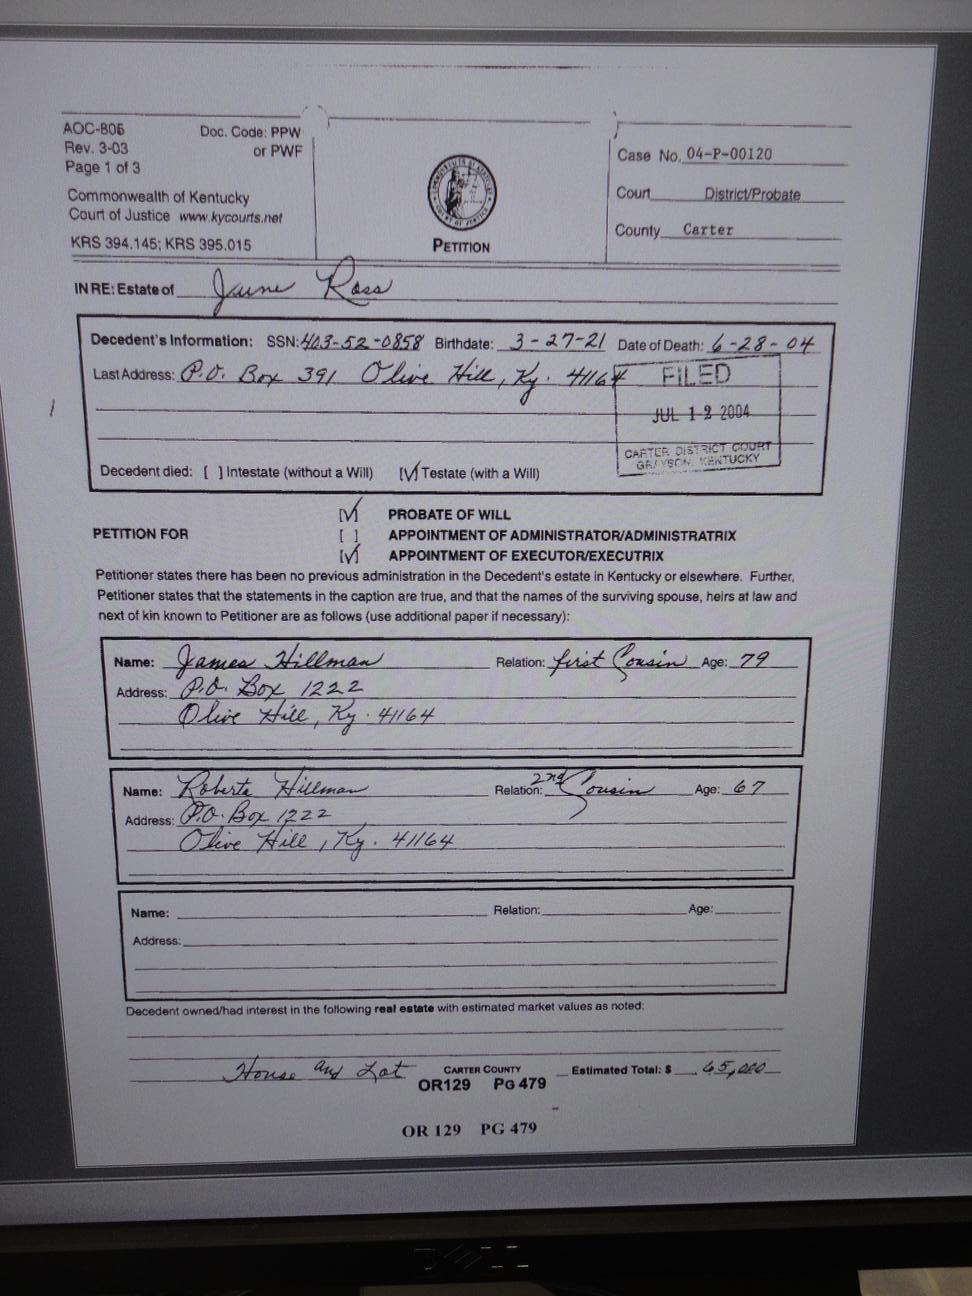 AOC-805 Doc. Code: PPW
Rev. 3-03 or PWF
Page 1 of 3
Commonwealth of Kentucky
Court of Justice www.kycourts.net
KRS 394.145; KRS 395.015
PETITION
Case No. 04-P-00120
Court District/Probate
County Carter
IN RE: Estate of June Ross
Decedent's Information: SSN: 403-52-0858 Birthdate: 3-27-21 Date of Death: 6-28-04
Last Address: P.O. Box 391 Olive Hill, Ky. 41164
FILED
JUL 12 2004
CARTER DISTRICT COURT
GRAYSON, KENTUCKY
Decedent died: [ ] Intestate (without a Will) [✓] Testate (with a Will)
PETITION FOR
[✓] PROBATE OF WILL
[ ] APPOINTMENT OF ADMINISTRATOR/ADMINISTRATRIX
[✓] APPOINTMENT OF EXECUTOR/EXECUTRIX
Petitioner states there has been no previous administration in the Decedent's estate in Kentucky or elsewhere. Further,
Petitioner states that the statements in the caption are true, and that the names of the surviving spouse, heirs at law and
next of kin known to Petitioner are as follows (use additional paper if necessary):
Name: James Hillman Relation: first Cousin Age: 79
Address: P.O. Box 1222
Olive Hill, Ky. 41164
Name: Roberta Hillman Relation: 2nd Cousin Age: 67
Address: P.O. Box 1222
Olive Hill, Ky. 41164
Name: Relation: Age:
Address:
Decedent owned/had interest in the following real estate with estimated market values as noted:
House and Lot Estimated Total: $ 65,000
CARTER COUNTY
OR129 PG 479
OR 129 PG 479
DELL